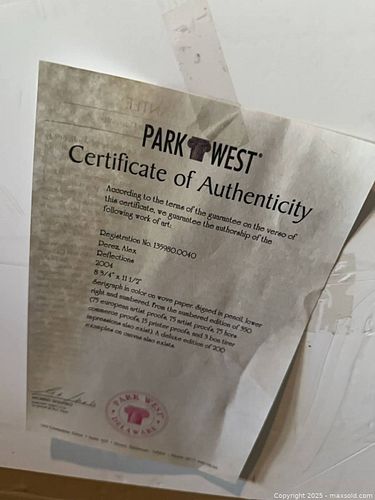 PARK WEST®
Certificate of Authenticity
According to the terms of the guarantee on the verso of
this certificate, we guarantee the authorship of the
following work of art:
Registration No. 135980.0040
Perez, Alex
Reflections
2004
8 3/4" x 11 1/2"
Serigraph in color on wove paper. Signed in pencil, lower
right and numbered. From the numbered edition of 350
(75 european artist proofs, 75 artist proofs, 75 hors
commerce proofs, 15 printer proofs, and 3 bon tirer
impressions also exist). A deluxe edition of 200
examples on canvas also exists.
PARK WEST
Copyright 2025 - maxsold.com